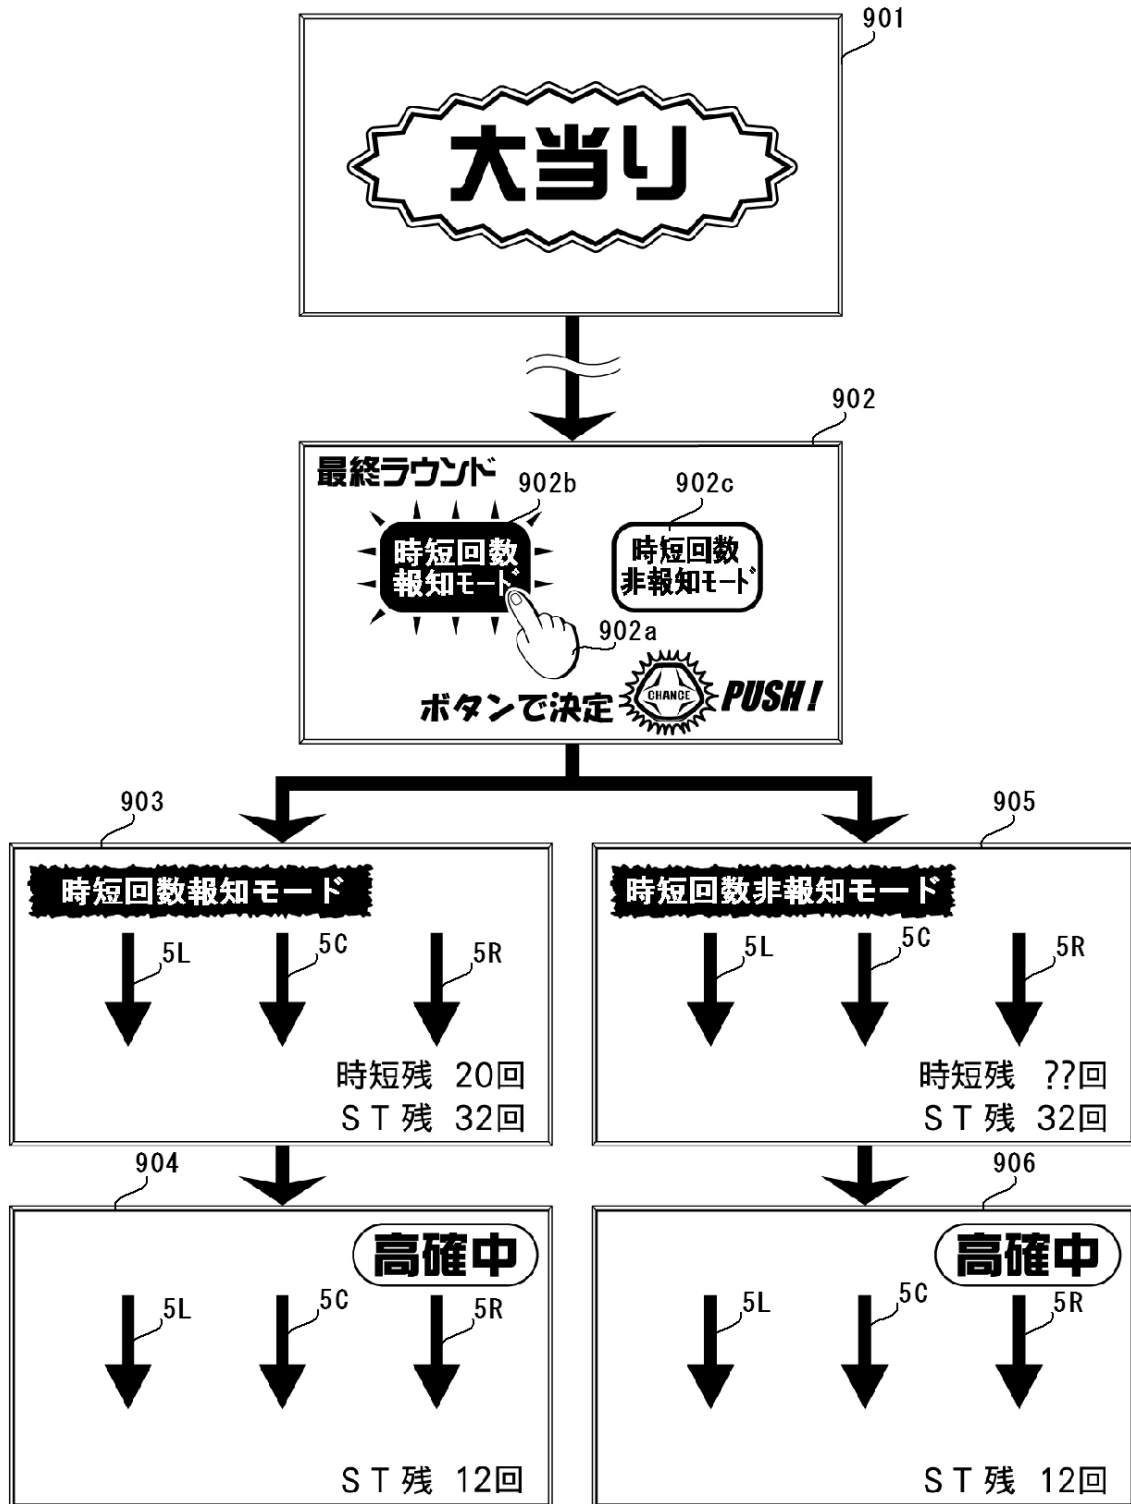 901
大当り
902
最終ラウンド
902b
902c
時短回数
報知モード
時短回数
非報知モード
902a
ボタンで決定
CHANCE
PUSH!
903
時短回数報知モード
5L
5C
5R
時短残 20回
ST残 32回
905
時短回数非報知モード
5L
5C
5R
時短残 ??回
ST残 32回
904
高確中
5L
5C
5R
ST残 12回
906
高確中
5L
5C
5R
ST残 12回